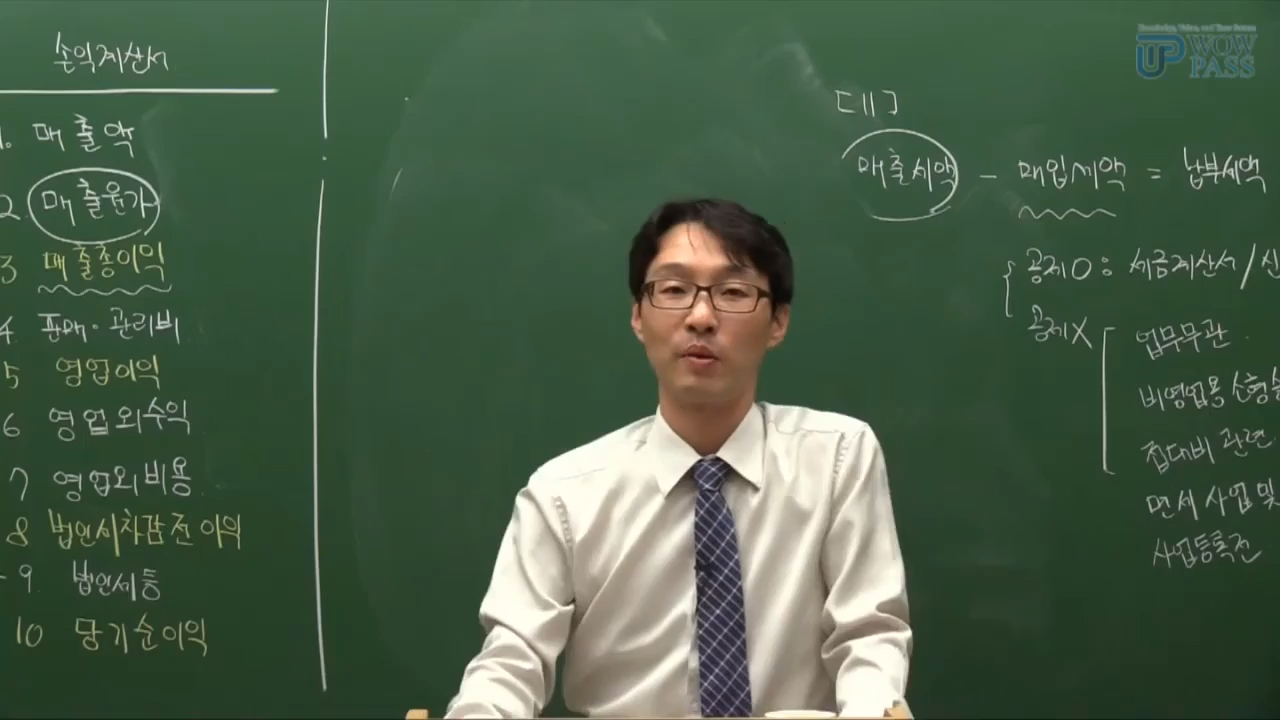 손익계산서
1. 매출액
2. 매출원가
3 매출총이익
4 판매·관리비
5 영업이익
6 영업외수익
7 영업외비용
8 법인세차감전이익
9. 법인세등
10 당기순이익
WOW
UP PASS
매출세액 - 매입세액 = 납부세액
공제O: 세금계산서/신
공제X 업무무관
비영업용소형승
접대비 관련
면세사업 및
사업등록전